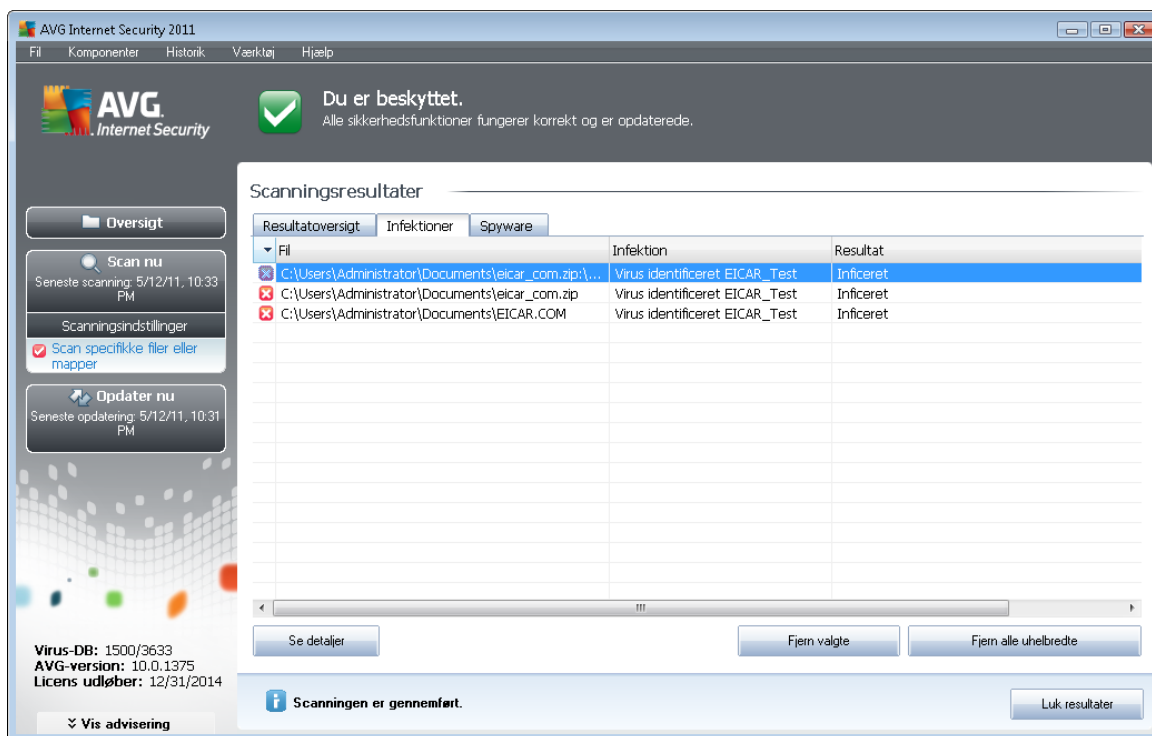 AVG Internet Security 2011
Fil Komponenter Historik Værktøj Hjælp
AVG.
Internet Security
Du er beskyttet.
Alle sikkerhedsfunktioner fungerer korrekt og er opdaterede.
Oversigt
Scan nu
Seneste scanning: 5/12/11, 10:33
PM
Scanningsindstillinger
Scan specifikke filer eller
mapper
Opdater nu
Seneste opdatering: 5/12/11, 10:31
PM
Virus-DB: 1500/3633
AVG-version: 10.0.1375
Licens udløber: 12/31/2014
Vis advisering
Scanningsresultater
Resultatoversigt Infektioner Spyware
Fil Infektion Resultat
C:\Users\Administrator\Documents\eicar_com.zip:\... Virus identificeret EICAR_Test Inficeret
C:\Users\Administrator\Documents\eicar_com.zip Virus identificeret EICAR_Test Inficeret
C:\Users\Administrator\Documents\EICAR.COM Virus identificeret EICAR_Test Inficeret
Se detaljer Fjern valgte Fjern alle uhelbredte
Scanningen er gennemført.
Luk resultater